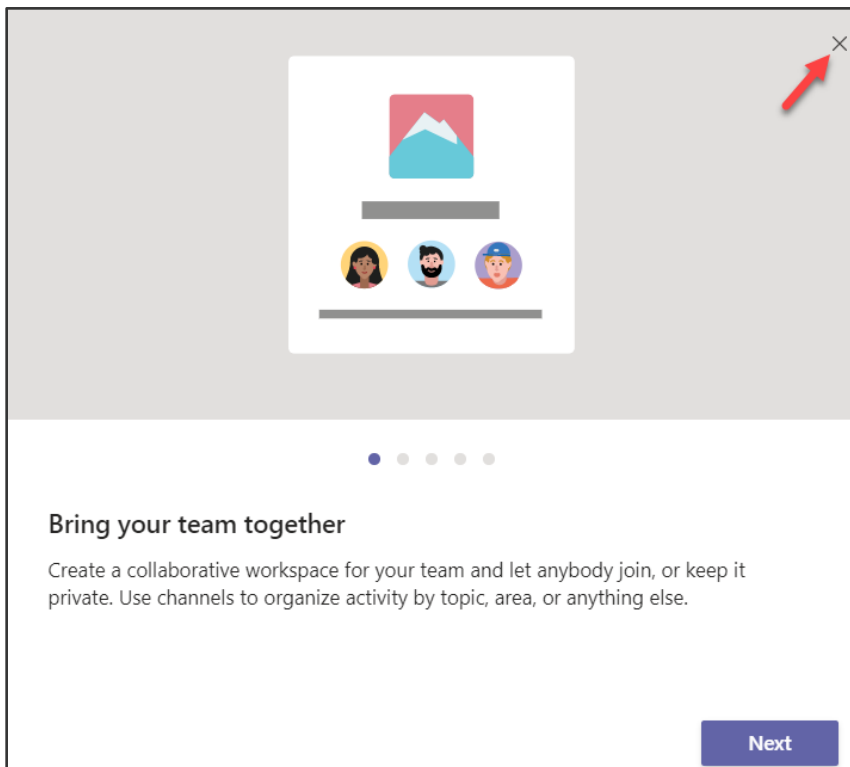 Bring your team together
Create a collaborative workspace for your team and let anybody join, or keep it
private. Use channels to organize activity by topic, area, or anything else.
Next